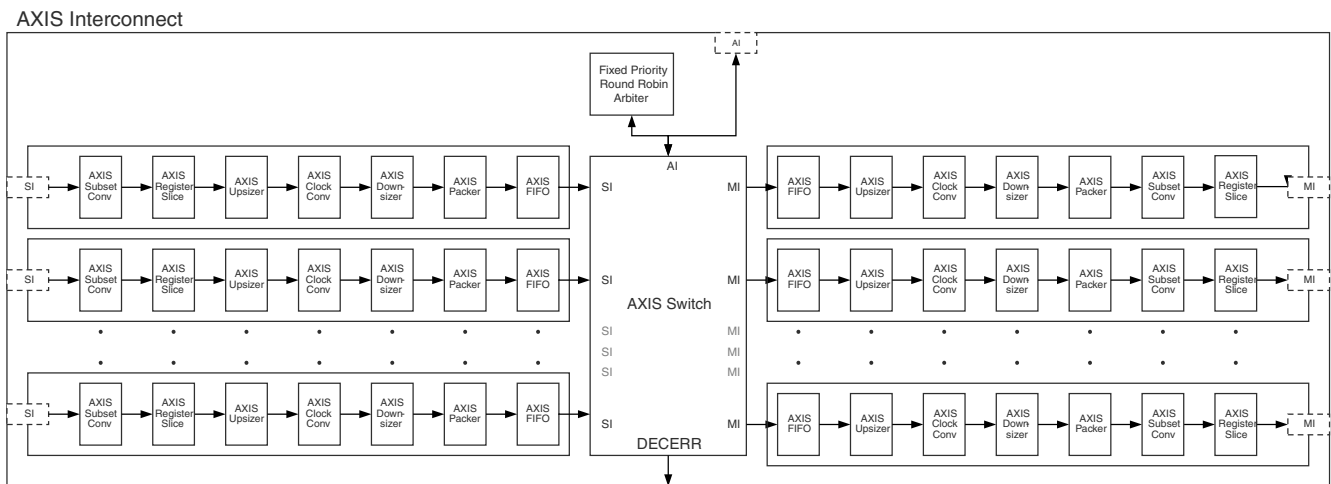 AXIS Interconnect
AI
Fixed Priority
Round Robin
Arbiter
AI
SI
AXIS
Subset
Conv
AXIS
Register
Slice
AXIS
Upsizer
AXIS
Clock
Conv
AXIS
Down-
sizer
AXIS
Packer
AXIS
FIFO
SI
MI
AXIS
FIFO
AXIS
Upsizer
AXIS
Clock
Conv
AXIS
Down-
sizer
AXIS
Packer
AXIS
Subset
Conv
AXIS
Register
Slice
MI
SI
AXIS
Subset
Conv
AXIS
Register
Slice
AXIS
Upsizer
AXIS
Clock
Conv
AXIS
Down-
sizer
AXIS
Packer
AXIS
FIFO
SI
MI
AXIS
FIFO
AXIS
Upsizer
AXIS
Clock
Conv
AXIS
Down-
sizer
AXIS
Packer
AXIS
Subset
Conv
AXIS
Register
Slice
MI
AXIS Switch
SI
MI
SI
MI
SI
MI
SI
AXIS
Subset
Conv
AXIS
Register
Slice
AXIS
Upsizer
AXIS
Clock
Conv
AXIS
Down-
sizer
AXIS
Packer
AXIS
FIFO
SI
MI
AXIS
FIFO
AXIS
Upsizer
AXIS
Clock
Conv
AXIS
Down-
sizer
AXIS
Packer
AXIS
Subset
Conv
AXIS
Register
Slice
MI
DECERR